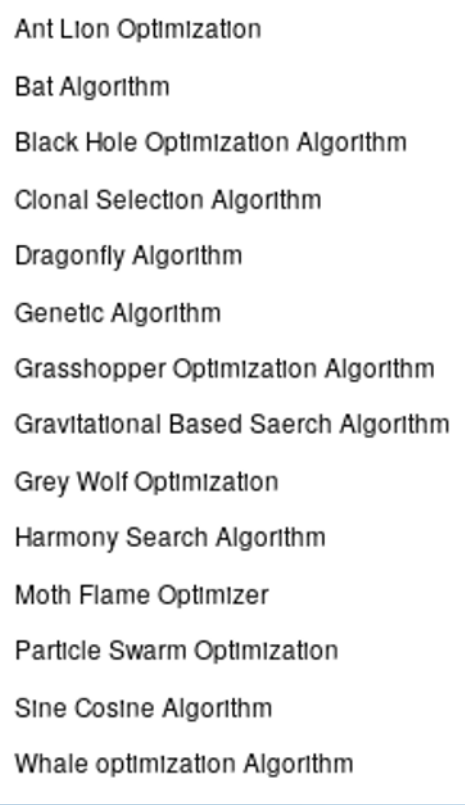 Ant Lion Optimization
Bat Algorithm
Black Hole Optimization Algorithm
Clonal Selection Algorithm
Dragonfly Algorithm
Genetic Algorithm
Grasshopper Optimization Algorithm
Gravitational Based Saerch Algorithm
Grey Wolf Optimization
Harmony Search Algorithm
Moth Flame Optimizer
Particle Swarm Optimization
Sine Cosine Algorithm
Whale optimization Algorithm